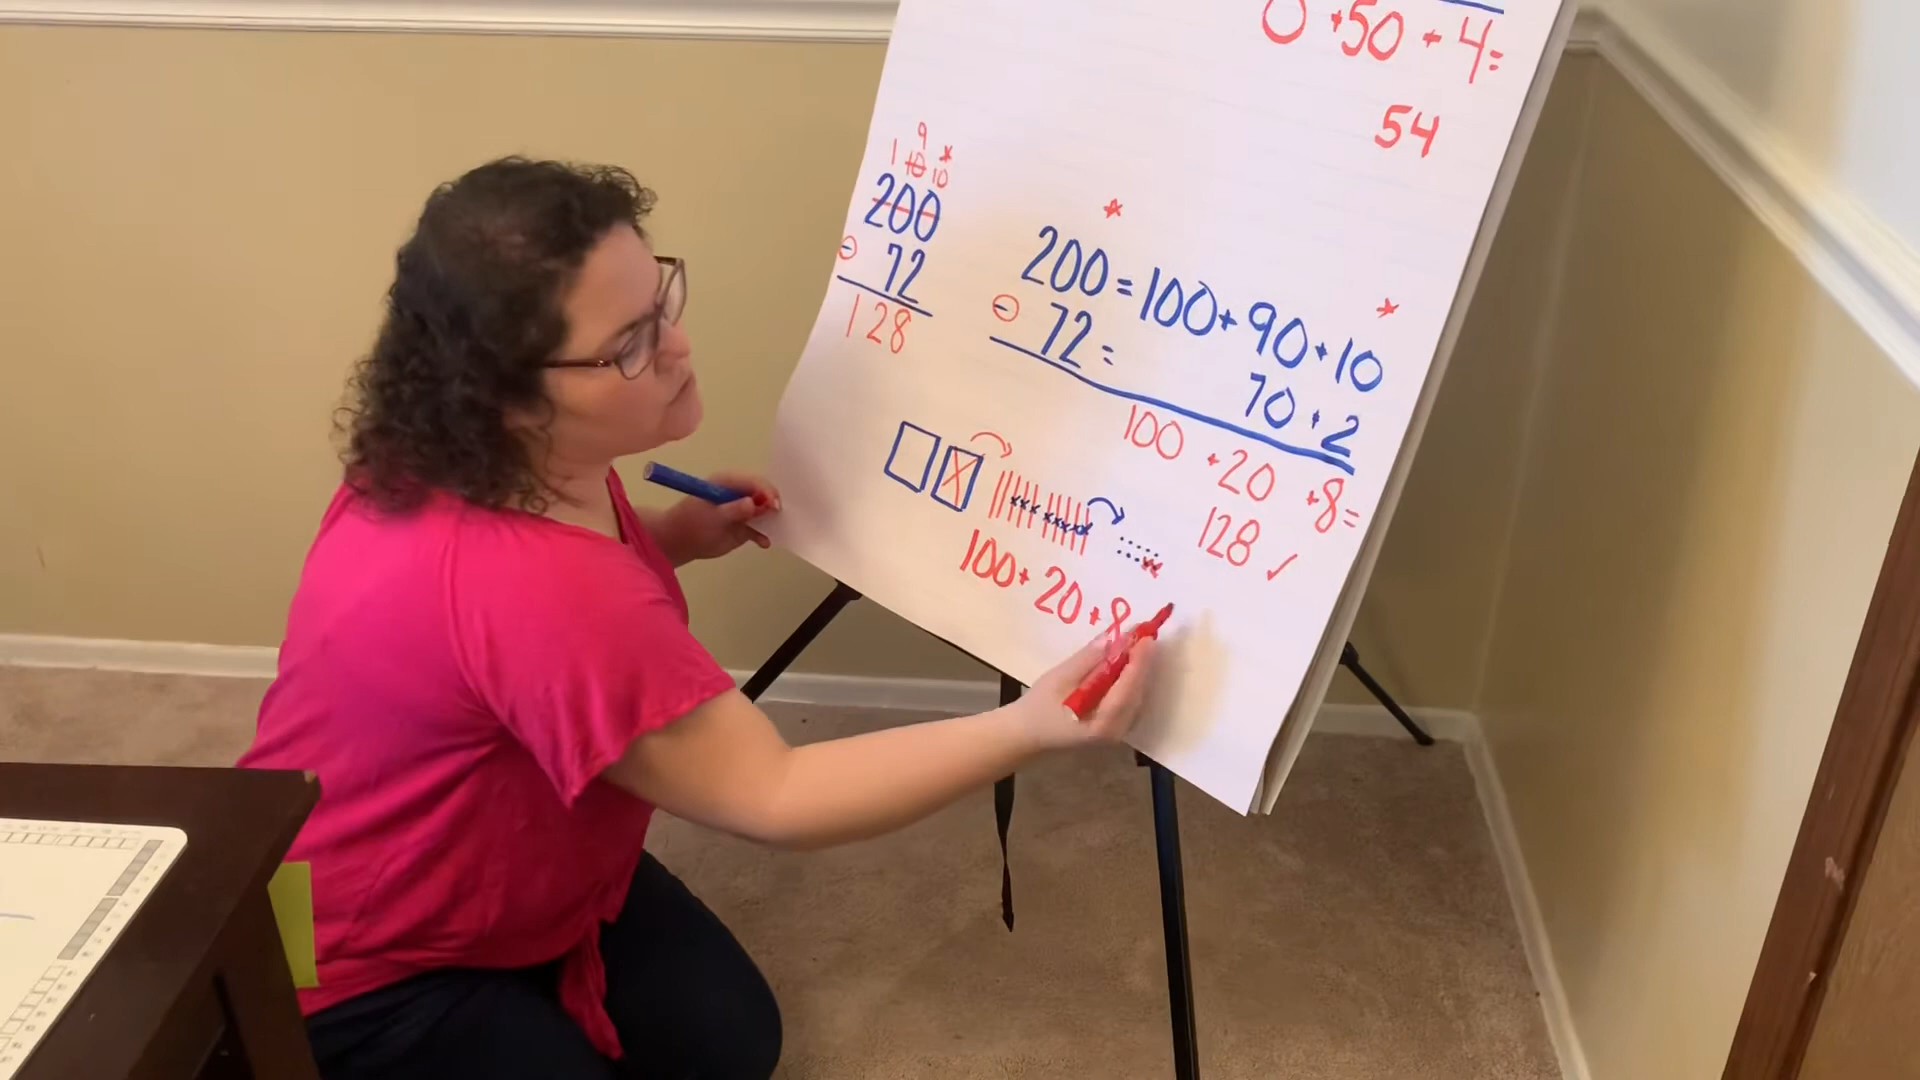 0 + 50 + 4 =
54
9
1 10 10
200
- 72
128
200 = 100 + 90 + 10
- 72 = 70 + 2
100 + 20 + 8 =
128 ✓
100 + 20 + 8